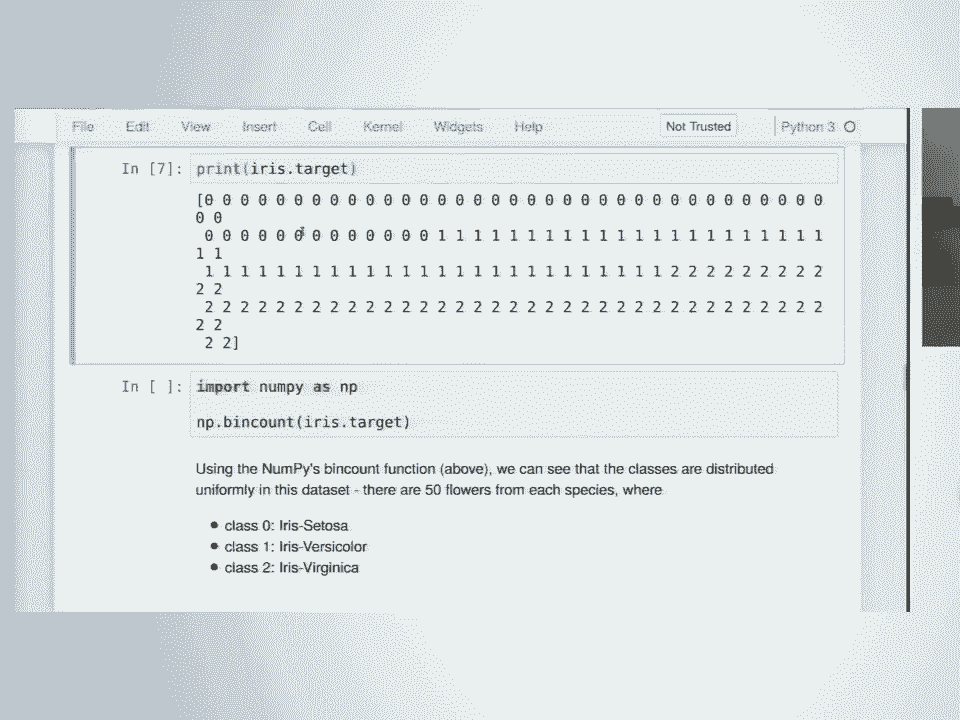 File Edit View Insert Cell Kernel Widgets Help Not Trusted Python 3
In [7]: print(iris.target)
[0 0 0 0 0 0 0 0 0 0 0 0 0 0 0 0 0 0 0 0 0 0 0 0 0 0 0 0 0 0 0 0 0 0 0
0 0
0 0 0 0 0 0 0 0 0 0 0 0 0 1 1 1 1 1 1 1 1 1 1 1 1 1 1 1 1 1 1 1 1 1 1
1 1
1 1 1 1 1 1 1 1 1 1 1 1 1 1 1 1 1 1 1 1 1 1 1 1 1 1 2 2 2 2 2 2 2 2 2
2 2
2 2 2 2 2 2 2 2 2 2 2 2 2 2 2 2 2 2 2 2 2 2 2 2 2 2 2 2 2 2 2 2 2 2 2
2 2
2 2]
In [ ]: import numpy as np
np.bincount(iris.target)
Using the NumPy's bincount function (above), we can see that the classes are distributed
uniformly in this dataset - there are 50 flowers from each species, where
• class 0: Iris-Setosa
• class 1: Iris-Versicolor
• class 2: Iris-Virginica